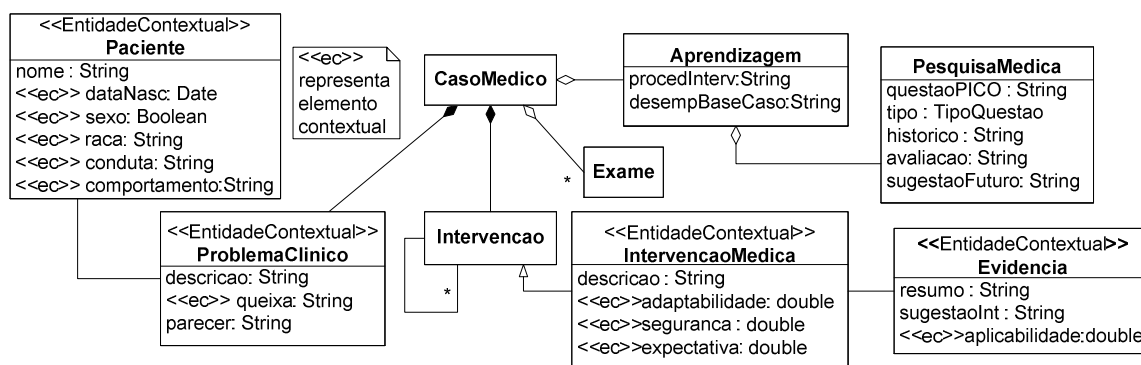 <<EntidadeContextual>>
Paciente
nome : String
<<ec>> dataNasc: Date
<<ec>> sexo: Boolean
<<ec>> raca: String
<<ec>> conduta: String
<<ec>> comportamento:String
<<ec>>
representa
elemento
contextual
CasoMedico
Aprendizagem
procedInterv:String
desempBaseCaso:String
PesquisaMedica
questaoPICO : String
tipo : TipoQuestao
historico : String
avaliacao: String
sugestaoFuturo: String
*
Exame
<<EntidadeContextual>>
ProblemaClinico
descricao: String
<<ec>> queixa: String
parecer: String
Intervencao
*
<<EntidadeContextual>>
IntervencaoMedica
descricao : String
<<ec>>adaptabilidade: double
<<ec>>seguranca : double
<<ec>>expectativa: double
<<EntidadeContextual>>
Evidencia
resumo : String
sugestaoInt : String
<<ec>>aplicabilidade:double